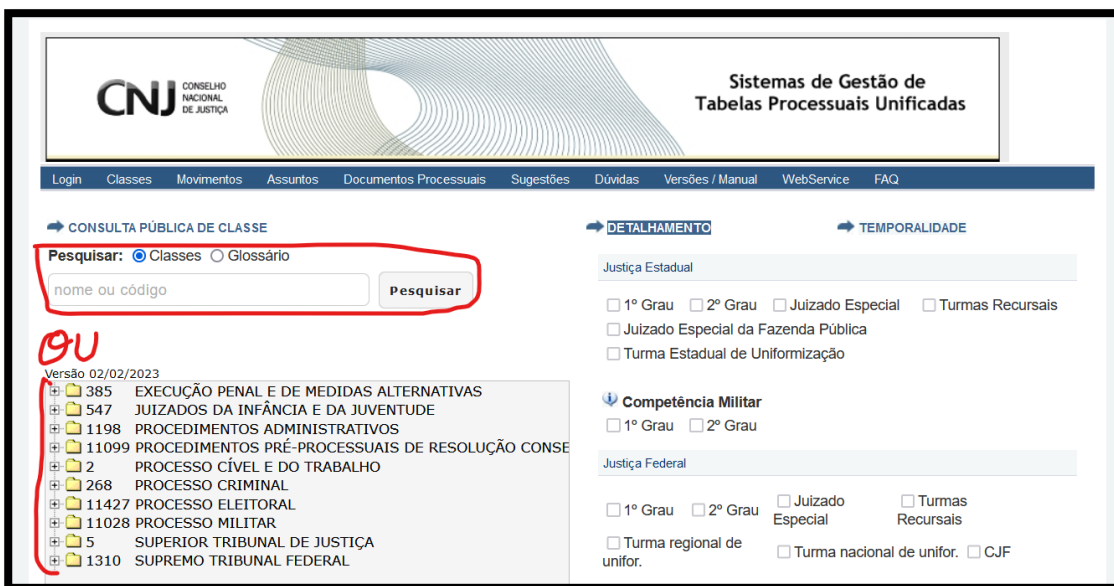 CNJ
CONSELHO
NACIONAL
DE JUSTIÇA
Sistemas de Gestão de
Tabelas Processuais Unificadas
Login Classes Movimentos Assuntos Documentos Processuais Sugestões Dúvidas Versões / Manual WebService FAQ
CONSULTA PÚBLICA DE CLASSE
Pesquisar: Classes Glossário
nome ou código Pesquisar
OU
Versão 02/02/2023
385 EXECUÇÃO PENAL E DE MEDIDAS ALTERNATIVAS
547 JUIZADOS DA INFÂNCIA E DA JUVENTUDE
1198 PROCEDIMENTOS ADMINISTRATIVOS
11099 PROCEDIMENTOS PRÉ-PROCESSUAIS DE RESOLUÇÃO CONSE
2 PROCESSO CÍVEL E DO TRABALHO
268 PROCESSO CRIMINAL
11427 PROCESSO ELEITORAL
11028 PROCESSO MILITAR
5 SUPERIOR TRIBUNAL DE JUSTIÇA
1310 SUPREMO TRIBUNAL FEDERAL
DETALHAMENTO TEMPORALIDADE
Justiça Estadual
1º Grau 2º Grau Juizado Especial Turmas Recursais
Juizado Especial da Fazenda Pública
Turma Estadual de Uniformização
Competência Militar
1º Grau 2º Grau
Justiça Federal
1º Grau 2º Grau Juizado Especial Turmas Recursais
Turma regional de unifor. Turma nacional de unifor. CJF